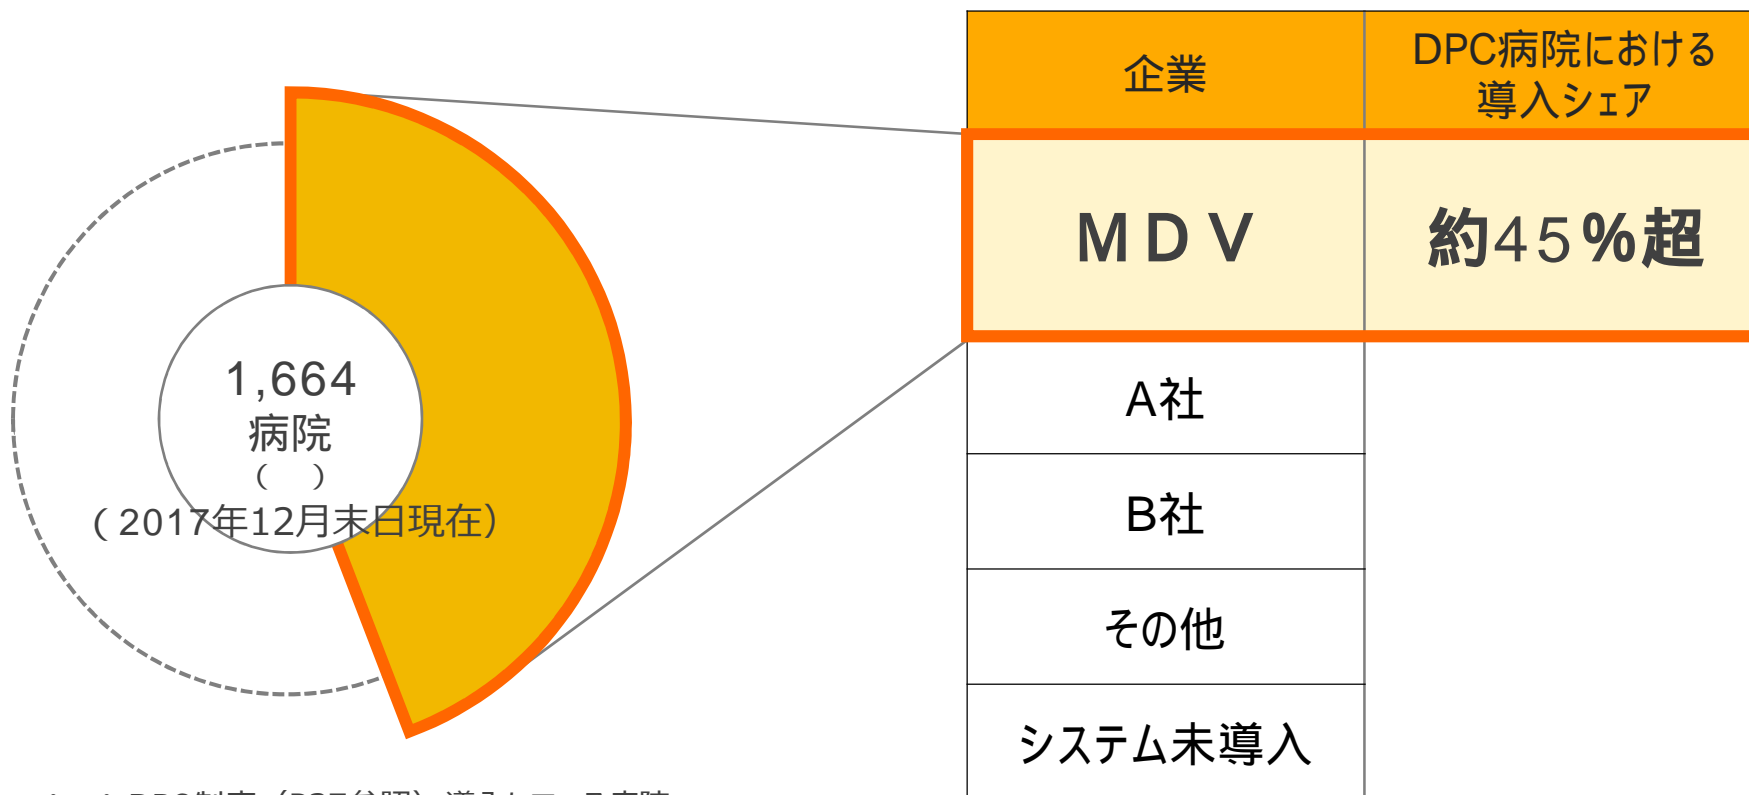 1,664
病院
（　）
（2017年12月末日現在）
企業
DPC病院における
導入シェア
ＭＤＶ
約45%超
A社
B社
その他
システム未導入